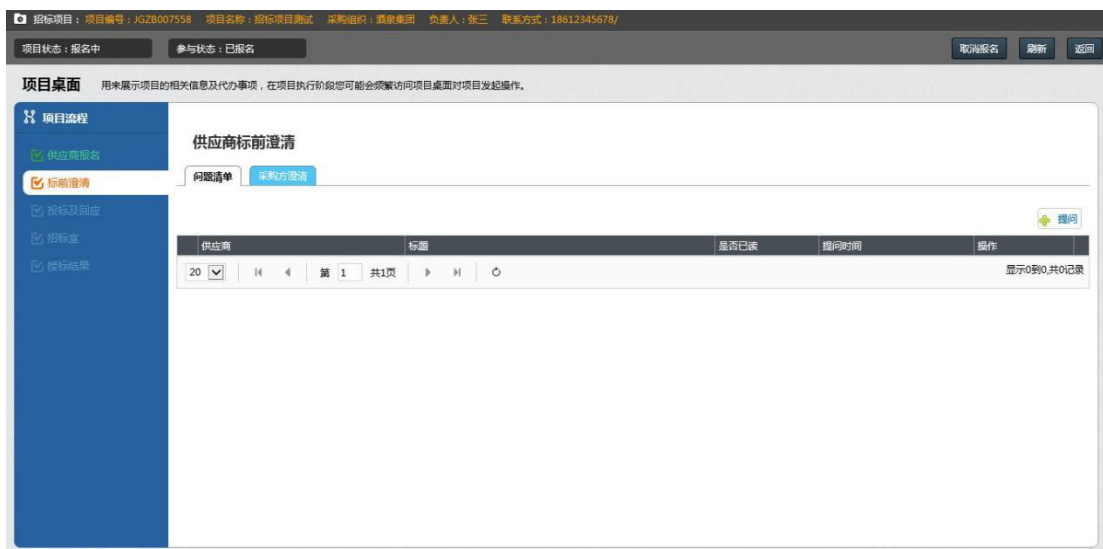 招标项目：项目编号：JGZB007558 项目名称：招标项目测试 采购组织：酒泉集团 负责人：张三 联系方式：18612345678/
项目状态：报名中 参与状态：已报名 取消报名 刷新 返回
项目桌面 用来展示项目的相关信息及代办事项，在项目执行阶段您可能会频繁访问项目桌面对项目发起操作。
项目流程
供应商报名
标前澄清
投标及回应
招标室
授标结果
供应商标前澄清
问题清单 采购方澄清
提问
供应商 标题 是否已读 提问时间 操作
20 第 1 共1页 显示0到0,共0记录